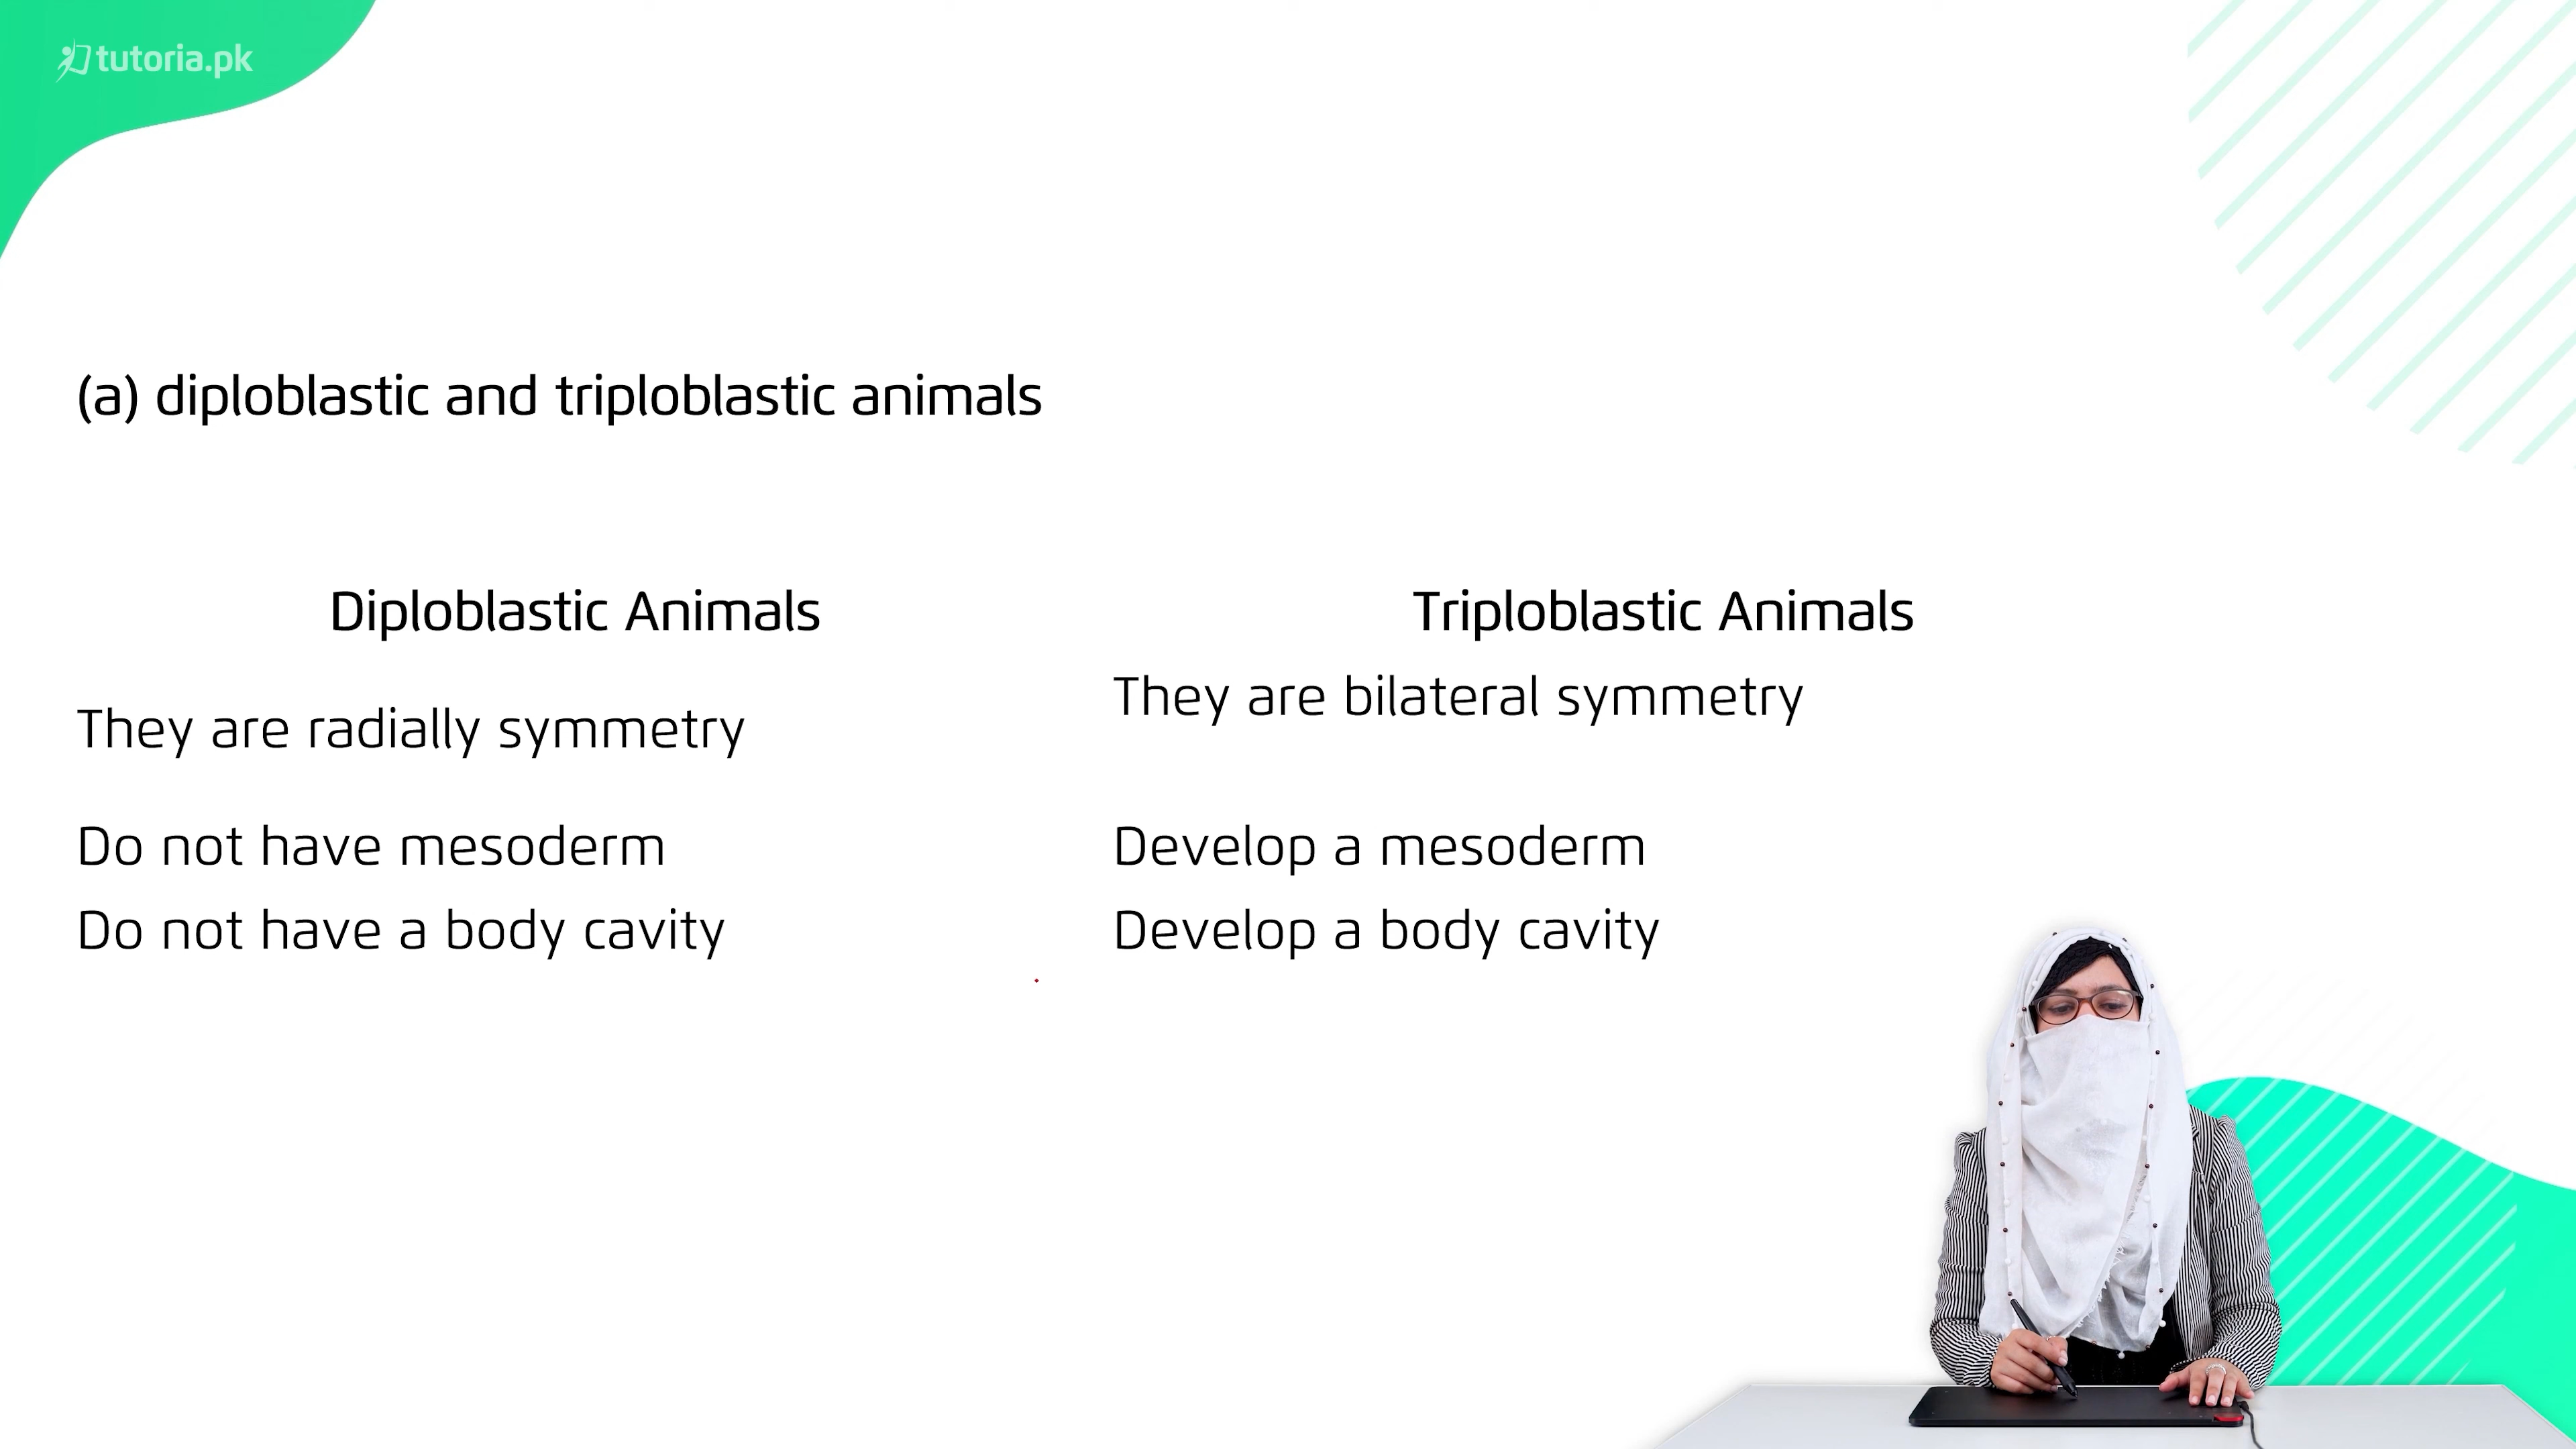 tutoria.pk
(a) diploblastic and triploblastic animals
Diploblastic Animals
Triploblastic Animals
They are radially symmetry
They are bilateral symmetry
Do not have mesoderm
Develop a mesoderm
Do not have a body cavity
Develop a body cavity